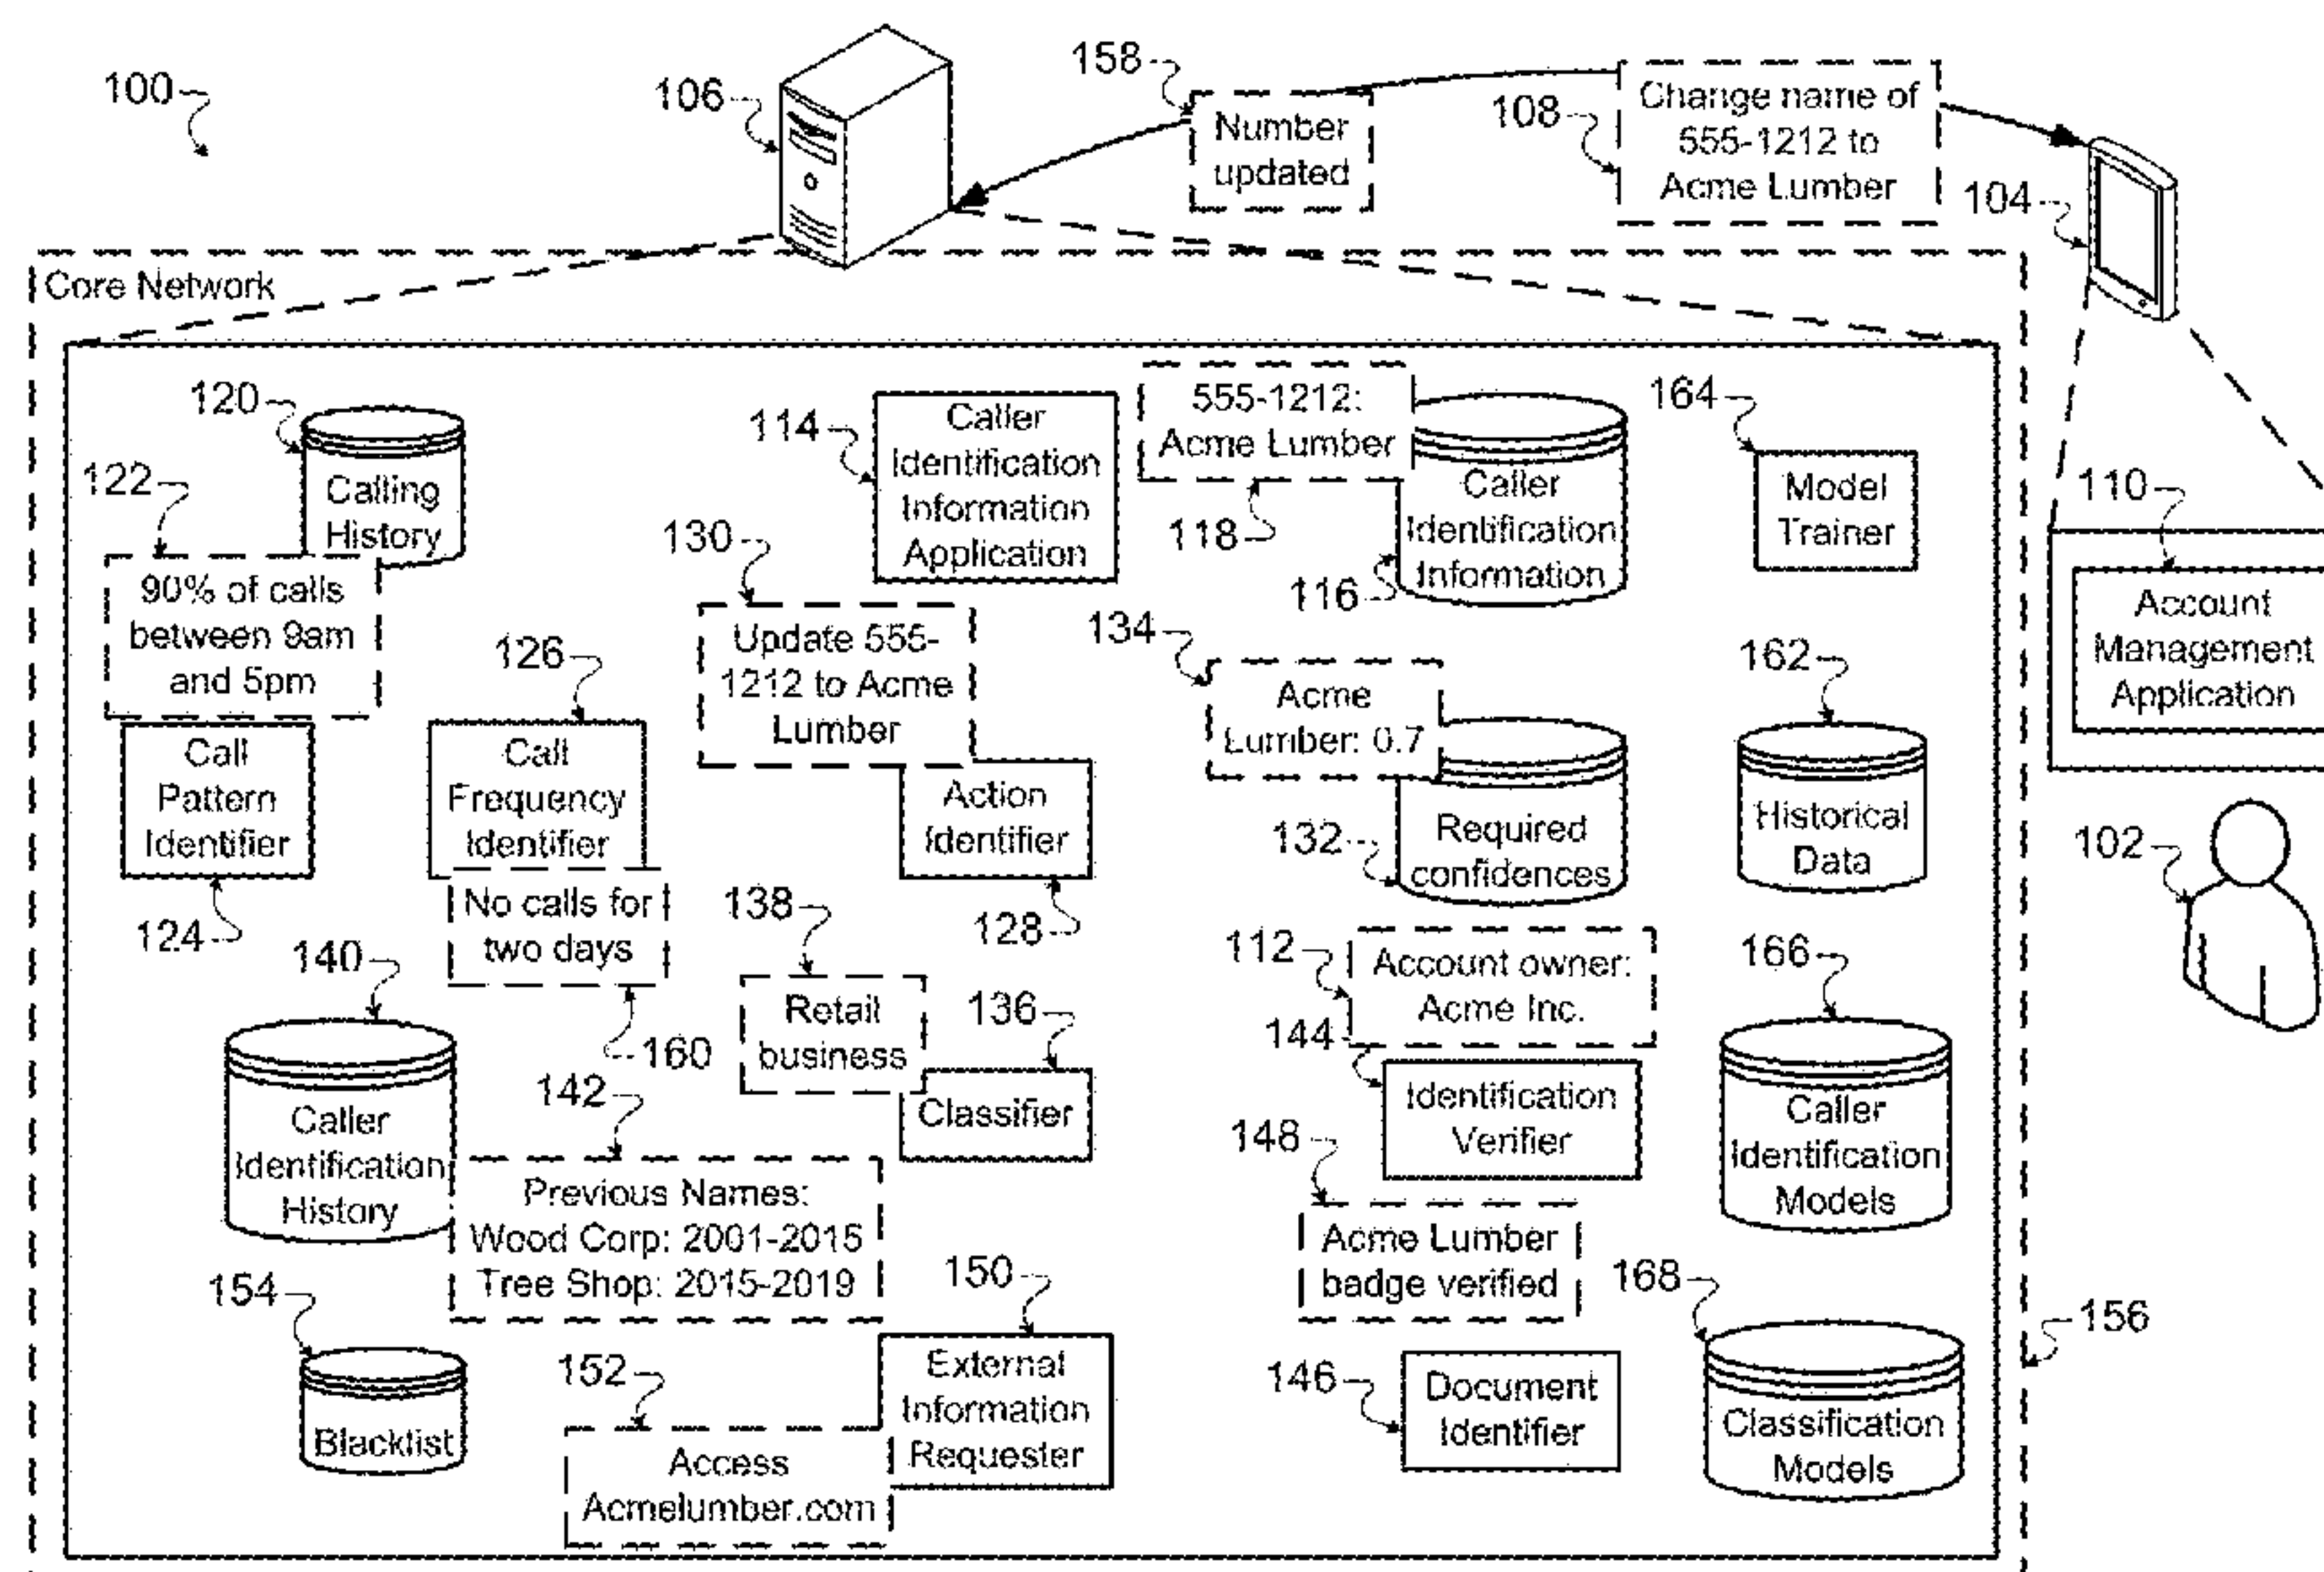 100
106
158
Number
updated
108
Change name of
555-1212 to
Acme Lumber
104
Core Network
120
Calling
History
122
90% of calls
between 9am
and 5pm
Call
Pattern
Identifier
124
126
Call
Frequency
Identifier
No calls for
two days
160
114
Caller
Identification
Information
Application
130
Update 555-
1212 to Acme
Lumber
Action
Identifier
128
555-1212:
Acme Lumber
118
Caller
Identification
Information
116
164
Model
Trainer
110
Account
Management
Application
134
Acme
Lumber: 0.7
132
Required
confidences
162
Historical
Data
102
140
Caller
Identification
History
142
Previous Names:
Wood Corp: 2001-2015
Tree Shop: 2015-2019
138
Retail
business
136
Classifier
112
Account owner:
Acme Inc.
144
Identification
Verifier
148
Acme Lumber
badge verified
166
Caller
Identification
Models
154
Blacklist
152
Access
Acmelumber.com
150
External
Information
Requester
146
Document
Identifier
168
Classification
Models
156